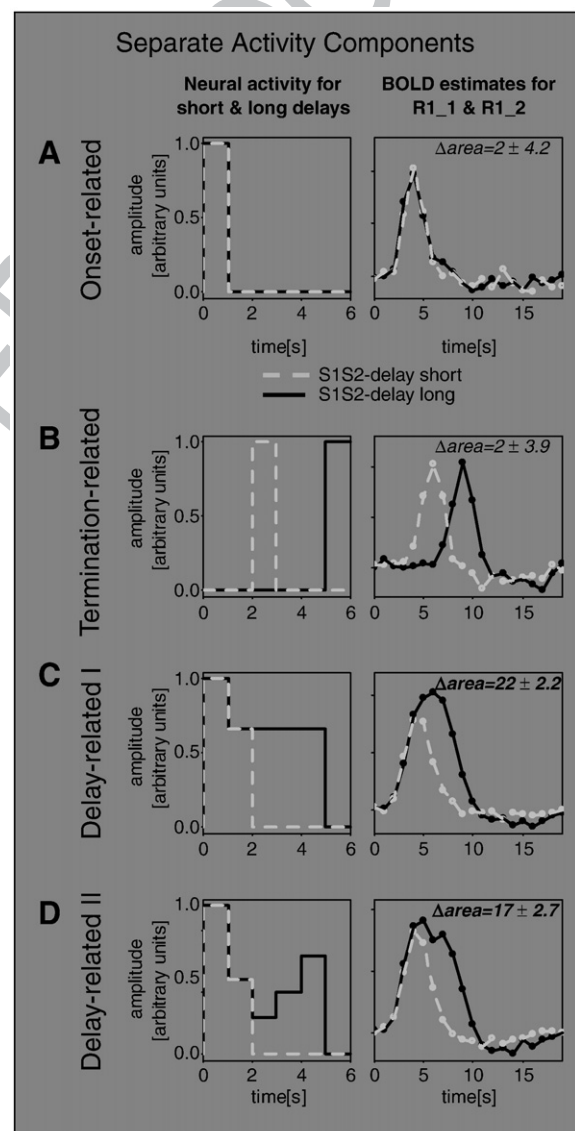 Separate Activity Components
Neural activity for
short & long delays
BOLD estimates for
R1_1 & R1_2
A
Onset-related
amplitude
[arbitrary units]
1.0
0.5
0.0
0 2 4 6
time[s]
Δarea=2 ± 4.2
0 5 10 15
time[s]
S1S2-delay short
S1S2-delay long
B
Termination-related
amplitude
[arbitrary units]
1.0
0.5
0.0
0 2 4 6
Δarea=2 ± 3.9
0 5 10 15
C
Delay-related I
amplitude
[arbitrary units]
1.0
0.5
0.0
0 2 4 6
Δarea=22 ± 2.2
0 5 10 15
D
Delay-related II
amplitude
[arbitrary units]
1.0
0.5
0.0
0 2 4 6
time[s]
Δarea=17 ± 2.7
0 5 10 15
time[s]